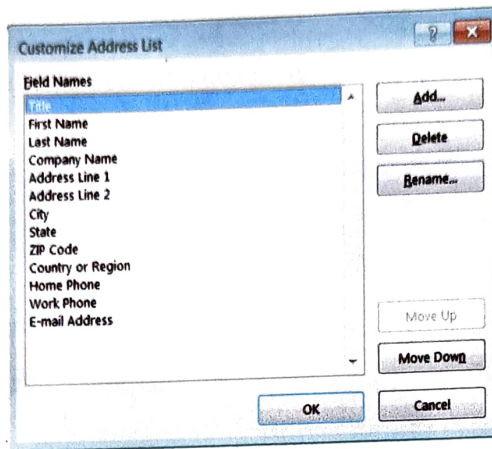 Customize Address List
?
Field Names
Title
First Name
Last Name
Company Name
Address Line 1
Address Line 2
City
State
ZIP Code
Country or Region
Home Phone
Work Phone
E-mail Address
Add...
Delete
Rename...
Move Up
Move Down
OK
Cancel